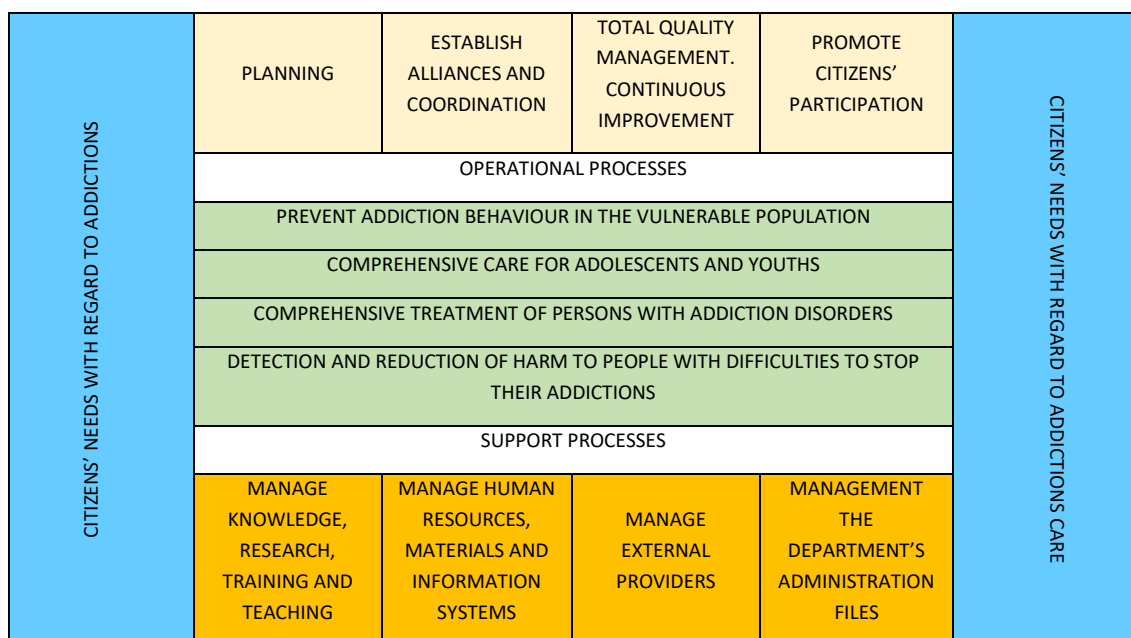 CITIZENS’ NEEDS WITH REGARD TO ADDICTIONS
PLANNING
ESTABLISH
ALLIANCES AND
COORDINATION
TOTAL QUALITY
MANAGEMENT.
CONTINUOUS
IMPROVEMENT
PROMOTE
CITIZENS’
PARTICIPATION
OPERATIONAL PROCESSES
PREVENT ADDICTION BEHAVIOUR IN THE VULNERABLE POPULATION
COMPREHENSIVE CARE FOR ADOLESCENTS AND YOUTHS
COMPREHENSIVE TREATMENT OF PERSONS WITH ADDICTION DISORDERS
DETECTION AND REDUCTION OF HARM TO PEOPLE WITH DIFFICULTIES TO STOP
THEIR ADDICTIONS
SUPPORT PROCESSES
MANAGE
KNOWLEDGE,
RESEARCH,
TRAINING AND
TEACHING
MANAGE HUMAN
RESOURCES,
MATERIALS AND
INFORMATION
SYSTEMS
MANAGE
EXTERNAL
PROVIDERS
MANAGEMENT
THE
DEPARTMENT’S
ADMINISTRATION
FILES
CITIZENS’ NEEDS WITH REGARD TO ADDICTIONS CARE